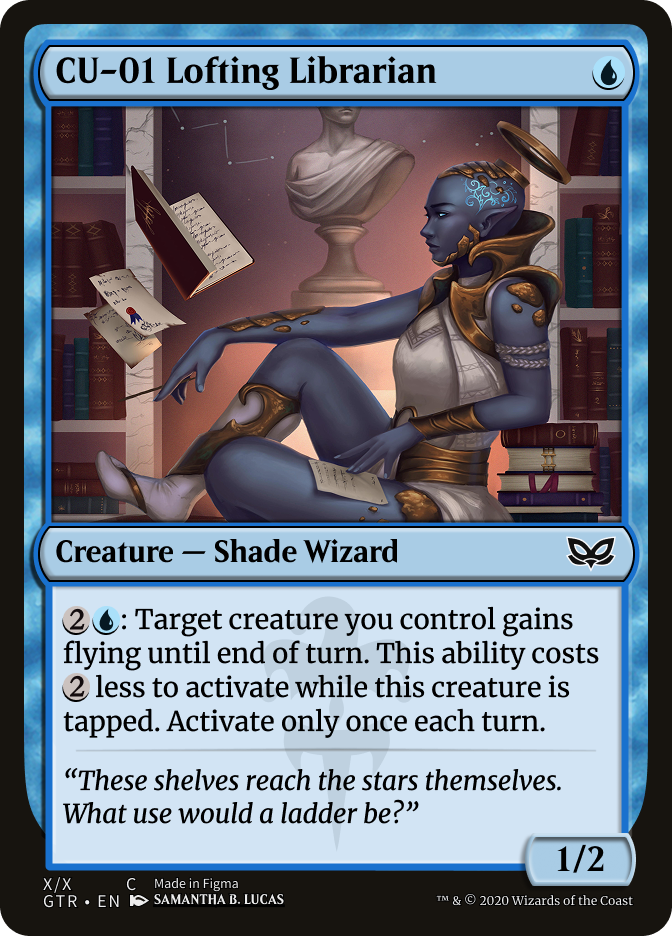 CU-01 Lofting Librarian
Creature — Shade Wizard
2: Target creature you control gains
flying until end of turn. This ability costs
2 less to activate while this creature is
tapped. Activate only once each turn.
“These shelves reach the stars themselves.
What use would a ladder be?”
1/2
X/X C Made in Figma
GTR • EN SAMANTHA B. LUCAS
™ & © 2020 Wizards of the Coast